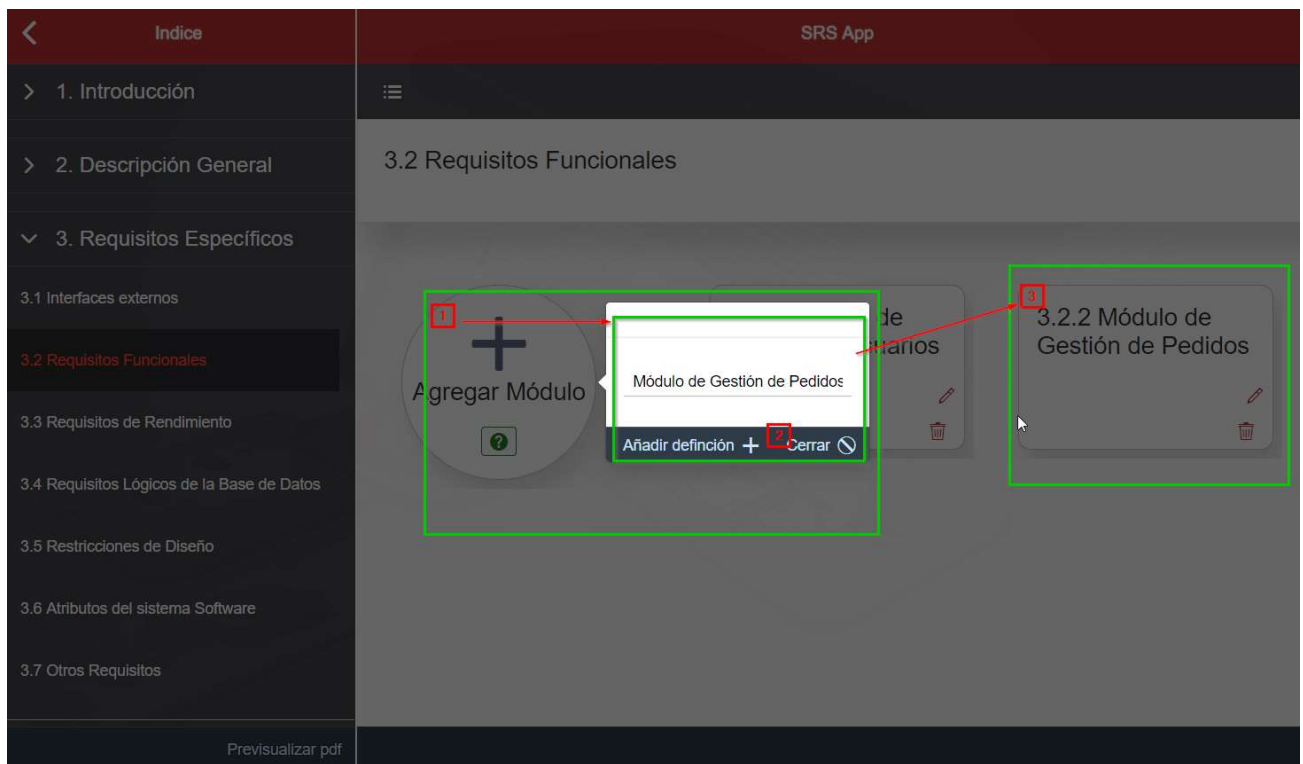 Indice
SRS App
1. Introducción
2. Descripción General
3. Requisitos Específicos
3.1 Interfaces externos
3.2 Requisitos Funcionales
3.3 Requisitos de Rendimiento
3.4 Requisitos Lógicos de la Base de Datos
3.5 Restricciones de Diseño
3.6 Atributos del sistema Software
3.7 Otros Requisitos
Previsualizar pdf
3.2 Requisitos Funcionales
1
Agregar Módulo
?
Módulo de Gestión de Pedidos
Añadir definción
2
Cerrar
de
3
3.2.2 Módulo de
Gestión de Pedidos